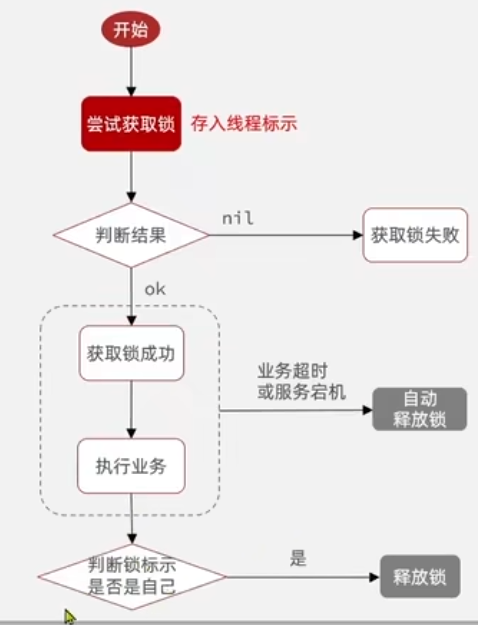 开始
尝试获取锁
存入线程标示
判断结果
nil
获取锁失败
ok
获取锁成功
业务超时
或服务宕机
自动
释放锁
执行业务
判断锁标示
是否是自己
是
释放锁